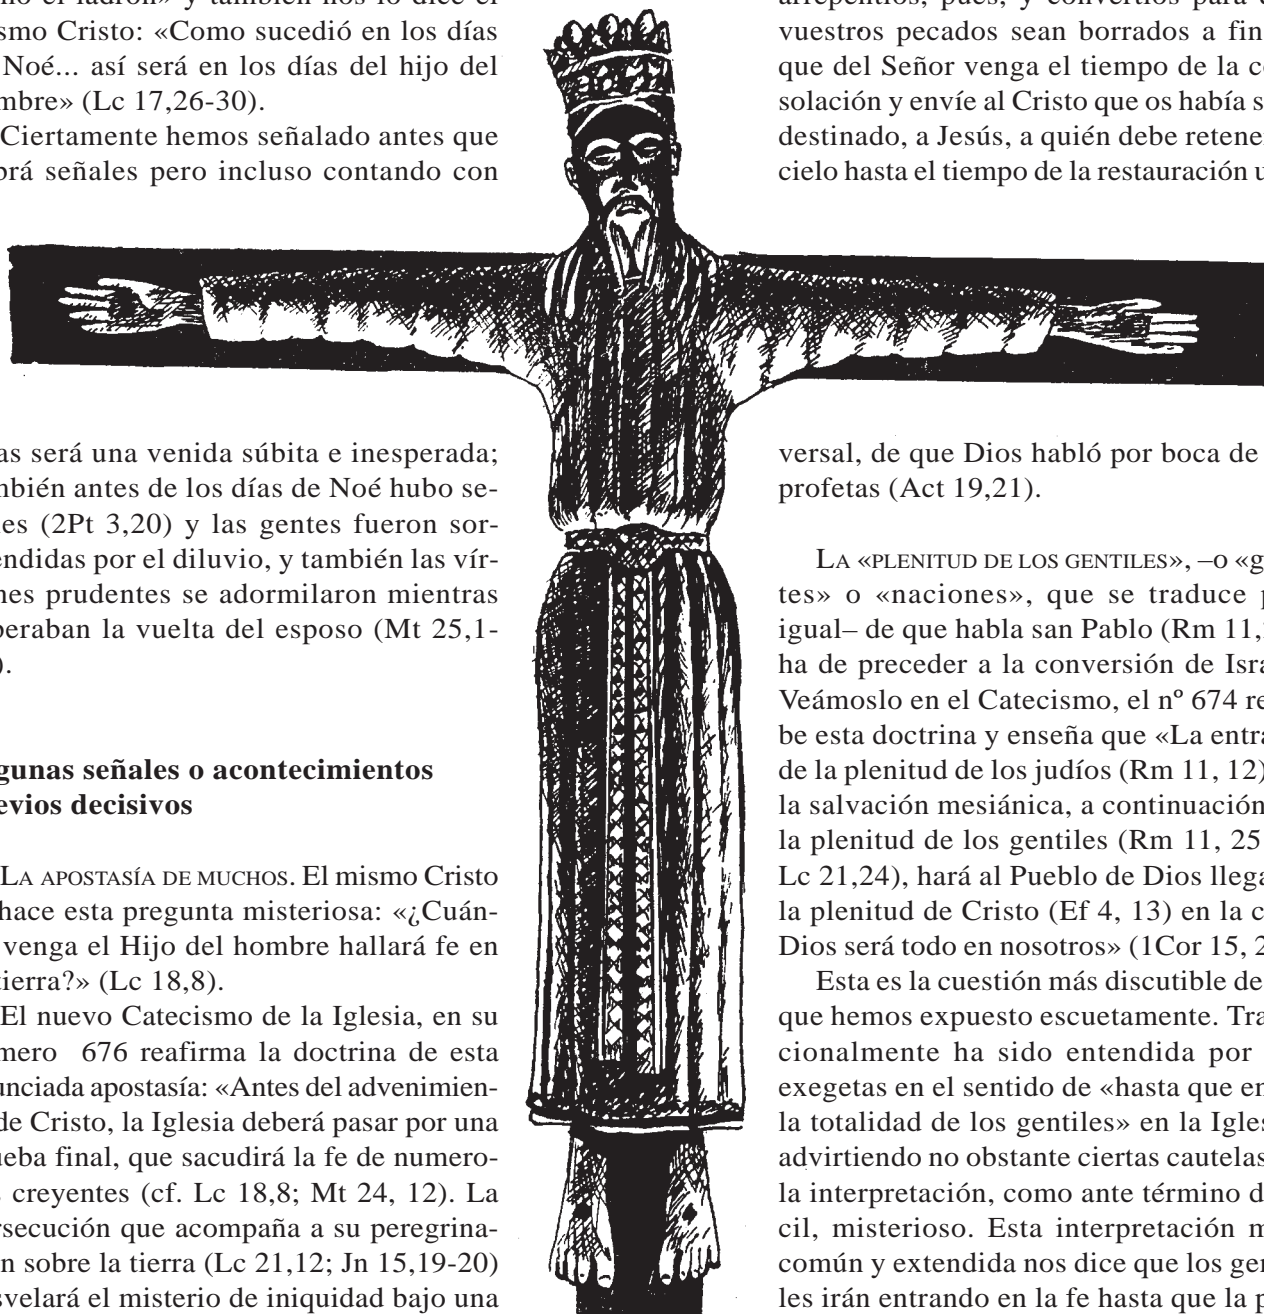 el ladrón» y también nos lo dice el
smo Cristo: «Como sucedió en los días
Noé... así será en los días del hijo del
mbre» (Lc 17,26-30).
Ciertamente hemos señalado antes que
brá señales pero incluso contando con
as será una venida súbita e inesperada;
mbién antes de los días de Noé hubo se-
es (2Pt 3,20) y las gentes fueron sor-
endidas por el diluvio, y también las vír-
nes prudentes se adormilaron mientras
peraban la vuelta del esposo (Mt 25,1-
).
gunas señales o acontecimientos
evios decisivos
LA APOSTASÍA DE MUCHOS. El mismo Cristo
hace esta pregunta misteriosa: «¿Cuán-
venga el Hijo del hombre hallará fe en
tierra?» (Lc 18,8).
El nuevo Catecismo de la Iglesia, en su
mero 676 reafirma la doctrina de esta
unciada apostasía: «Antes del advenimien-
de Cristo, la Iglesia deberá pasar por una
ueba final, que sacudirá la fe de numero-
s creyentes (cf. Lc 18,8; Mt 24, 12). La
rsecución que acompaña a su peregrina-
n sobre la tierra (Lc 21,12; Jn 15,19-20)
svelará el misterio de iniquidad bajo una
arrepentíos, pues, y convertíos para
vuestros pecados sean borrados a fin
que del Señor venga el tiempo de la co
solación y envíe al Cristo que os había s
destinado, a Jesús, a quién debe retener
cielo hasta el tiempo de la restauración u
versal, de que Dios habló por boca de
profetas (Act 19,21).
LA «PLENITUD DE LOS GENTILES», –o «g
tes» o «naciones», que se traduce p
igual– de que habla san Pablo (Rm 11,
ha de preceder a la conversión de Isra
Veámoslo en el Catecismo, el nº 674 re
be esta doctrina y enseña que «La entra
de la plenitud de los judíos (Rm 11, 12)
la salvación mesiánica, a continuación
la plenitud de los gentiles (Rm 11, 25
Lc 21,24), hará al Pueblo de Dios llega
la plenitud de Cristo (Ef 4, 13) en la c
Dios será todo en nosotros» (1Cor 15, 2
Esta es la cuestión más discutible de
que hemos expuesto escuetamente. Tra
cionalmente ha sido entendida por
exegetas en el sentido de «hasta que en
la totalidad de los gentiles» en la Igles
advirtiendo no obstante ciertas cautelas
la interpretación, como ante término d
cil, misterioso. Esta interpretación m
común y extendida nos dice que los gen
les irán entrando en la fe hasta que la p